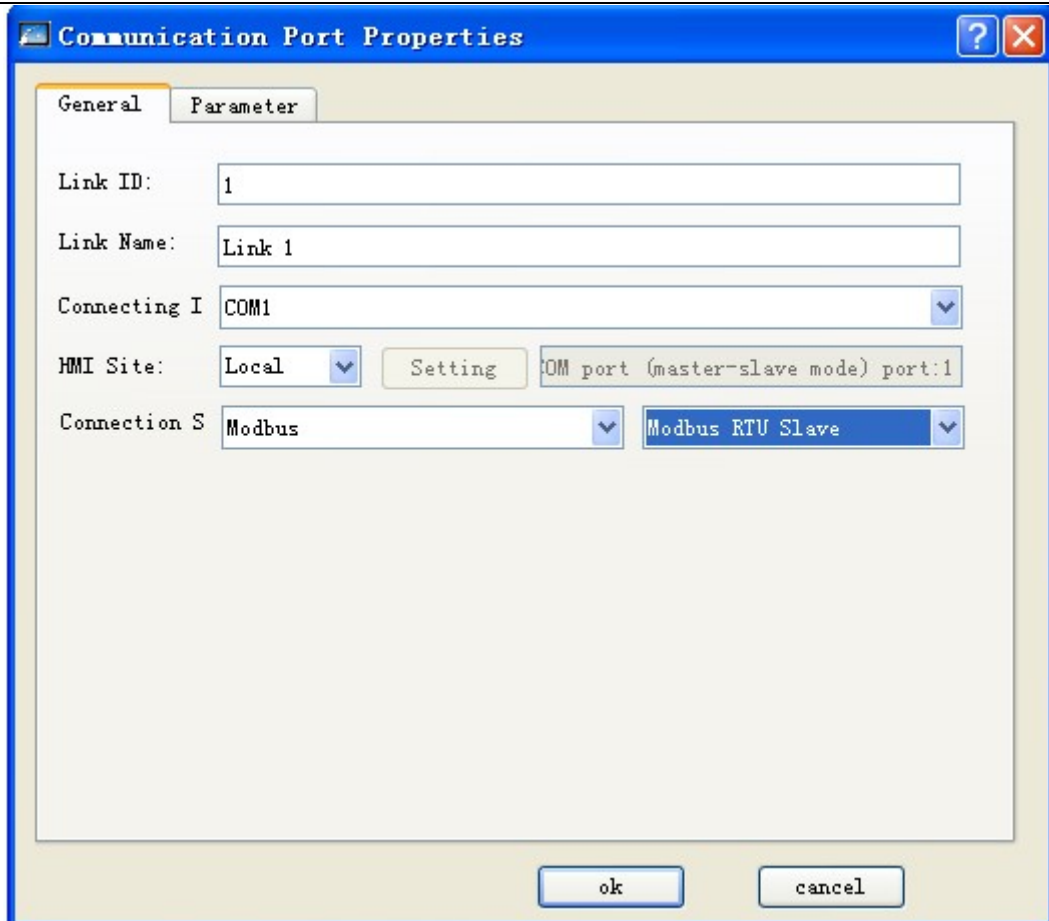 Communication Port Properties
General Parameter
Link ID: 1
Link Name: Link 1
Connecting I COM1
HMI Site: Local Setting OM port (master-slave mode) port:1
Connection S Modbus Modbus RTU Slave
ok cancel